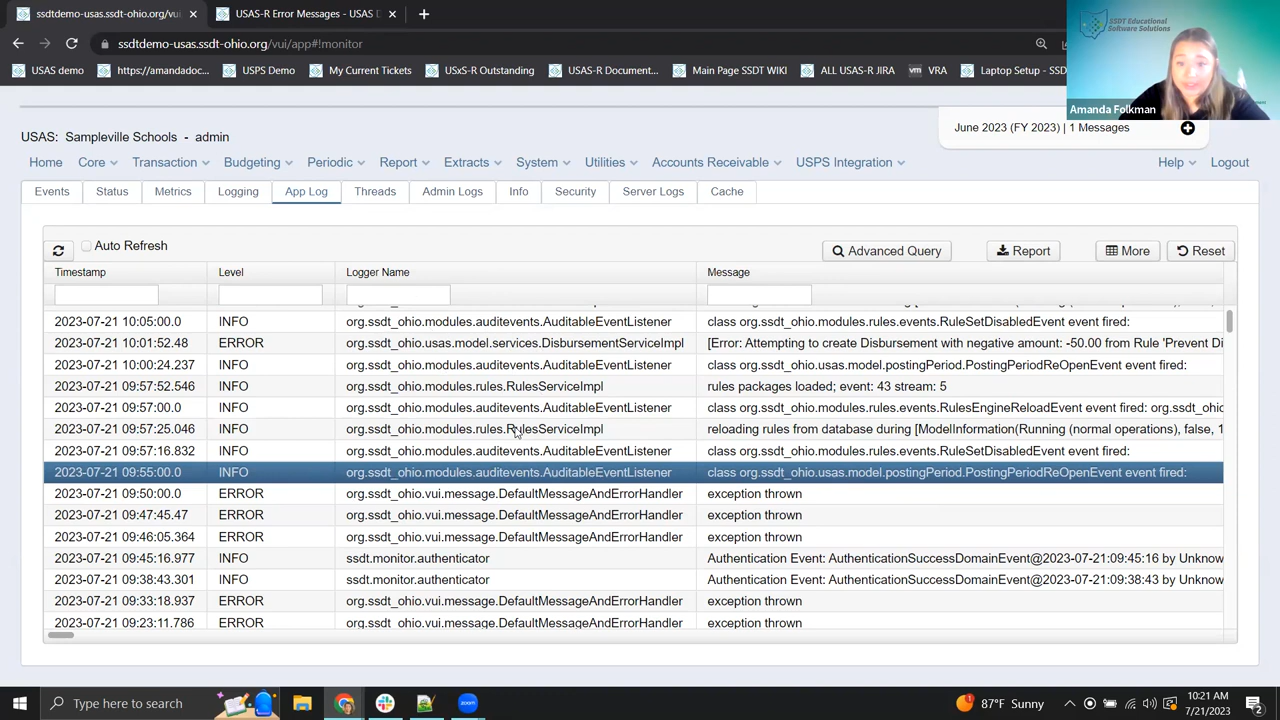 ssdtdemo-usas.ssdt-ohio.org/vui
USAS-R Error Messages - USAS D
ssdtdemo-usas.ssdt-ohio.org/vui/app#!monitor
USAS demo https://amandadoc... USPS Demo My Current Tickets USxS-R Outstanding USAS-R Document... Main Page SSDT WIKI ALL USAS-R JIRA VRA Laptop Setup - SSD
SSDT Educational
Software Solutions
Amanda Folkman
USAS: Sampleville Schools - admin
June 2023 (FY 2023) | 1 Messages
Home Core Transaction Budgeting Periodic Report Extracts System Utilities Accounts Receivable USPS Integration Help Logout
Events Status Metrics Logging App Log Threads Admin Logs Info Security Server Logs Cache
Auto Refresh Advanced Query Report More Reset
Timestamp Level Logger Name Message
2023-07-21 10:05:00.0 INFO org.ssdt_ohio.modules.auditevents.AuditableEventListener class org.ssdt_ohio.modules.rules.events.RuleSetDisabledEvent event fired:
2023-07-21 10:01:52.48 ERROR org.ssdt_ohio.usas.model.services.DisbursementServiceImpl [Error: Attempting to create Disbursement with negative amount: -50.00 from Rule 'Prevent Di
2023-07-21 10:00:24.237 INFO org.ssdt_ohio.modules.auditevents.AuditableEventListener class org.ssdt_ohio.usas.model.postingPeriod.PostingPeriodReOpenEvent event fired:
2023-07-21 09:57:52.546 INFO org.ssdt_ohio.modules.rules.RulesServiceImpl rules packages loaded; event: 43 stream: 5
2023-07-21 09:57:00.0 INFO org.ssdt_ohio.modules.auditevents.AuditableEventListener class org.ssdt_ohio.modules.rules.events.RulesEngineReloadEvent event fired: org.ssdt_ohio
2023-07-21 09:57:25.046 INFO org.ssdt_ohio.modules.rules.RulesServiceImpl reloading rules from database during [ModelInformation(Running (normal operations), false, 1
2023-07-21 09:57:16.832 INFO org.ssdt_ohio.modules.auditevents.AuditableEventListener class org.ssdt_ohio.modules.rules.events.RuleSetDisabledEvent event fired:
2023-07-21 09:55:00.0 INFO org.ssdt_ohio.modules.auditevents.AuditableEventListener class org.ssdt_ohio.usas.model.postingPeriod.PostingPeriodReOpenEvent event fired:
2023-07-21 09:50:00.0 ERROR org.ssdt_ohio.vui.message.DefaultMessageAndErrorHandler exception thrown
2023-07-21 09:47:45.47 ERROR org.ssdt_ohio.vui.message.DefaultMessageAndErrorHandler exception thrown
2023-07-21 09:46:05.364 ERROR org.ssdt_ohio.vui.message.DefaultMessageAndErrorHandler exception thrown
2023-07-21 09:45:16.977 INFO ssdt.monitor.authenticator Authentication Event: AuthenticationSuccessDomainEvent@2023-07-21:09:45:16 by Unknow
2023-07-21 09:38:43.301 INFO ssdt.monitor.authenticator Authentication Event: AuthenticationSuccessDomainEvent@2023-07-21:09:38:43 by Unknow
2023-07-21 09:33:18.937 ERROR org.ssdt_ohio.vui.message.DefaultMessageAndErrorHandler exception thrown
2023-07-21 09:23:11.786 ERROR org.ssdt_ohio.vui.message.DefaultMessageAndErrorHandler exception thrown
Type here to search
87°F Sunny
10:21 AM
7/21/2023
2